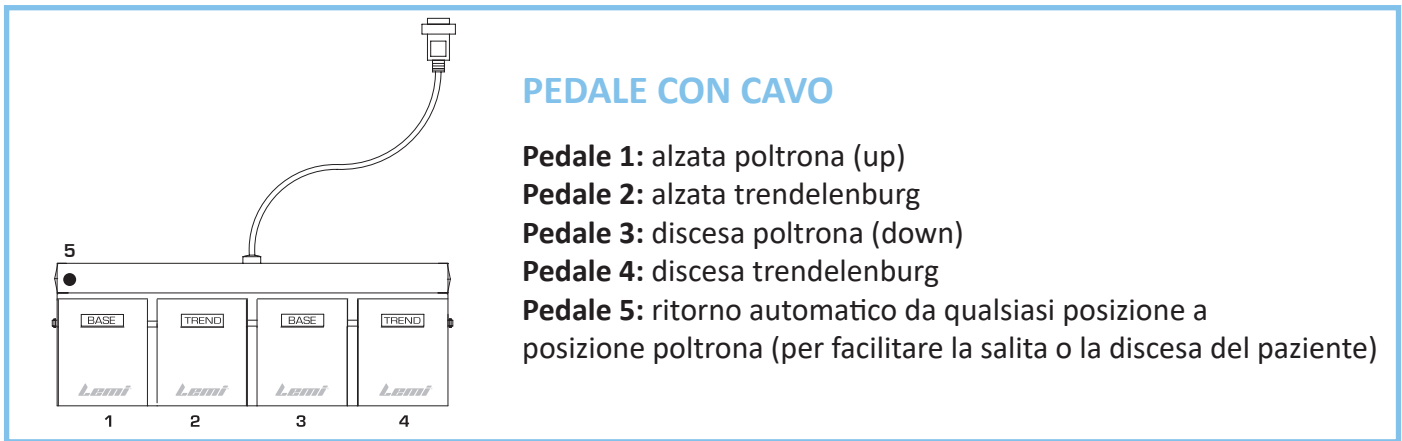 PEDALE CON CAVO
Pedale 1: alzata poltrona (up)
Pedale 2: alzata trendelenburg
Pedale 3: discesa poltrona (down)
Pedale 4: discesa trendelenburg
Pedale 5: ritorno automatico da qualsiasi posizione a
posizione poltrona (per facilitare la salita o la discesa del paziente)
5
BASE TREND BASE TREND
Lemi Lemi Lemi Lemi
1 2 3 4